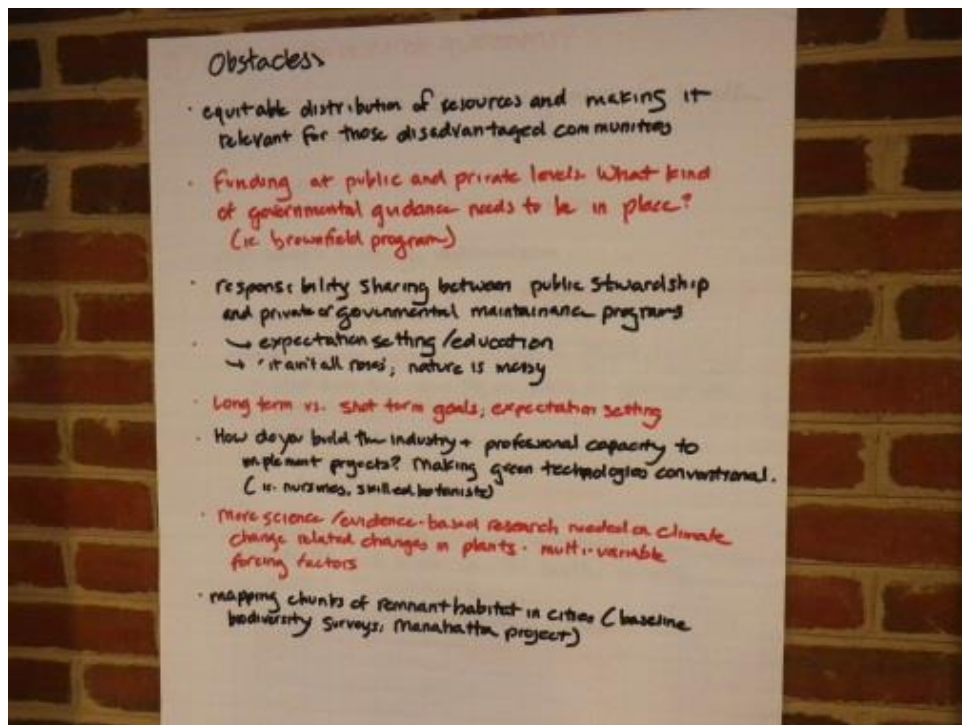 Obstacles
· equitable distribution of resources and making it
relevant for those disadvantaged communities
· Funding at public and private levels. What kind
of governmental guidance needs to be in place?
(ie brownfield program)
· responsibility sharing between public stewardship
and private or govermental maintainance programs
→ expectation setting/education
→ 'it ain't all roses', nature is messy
· Long term vs. shot term goals, expectation setting
· How do you build the industry + professional capacity to
implement projects? Making green technologies conventional.
(ie. nurseries, skilled botanists)
· More science/evidence-based research needed on climate
change related changes in plants - multi-variable
forcing factors
· mapping chunks of remnant habitat in cities (baseline
biodiversity surveys, Manahatta project)